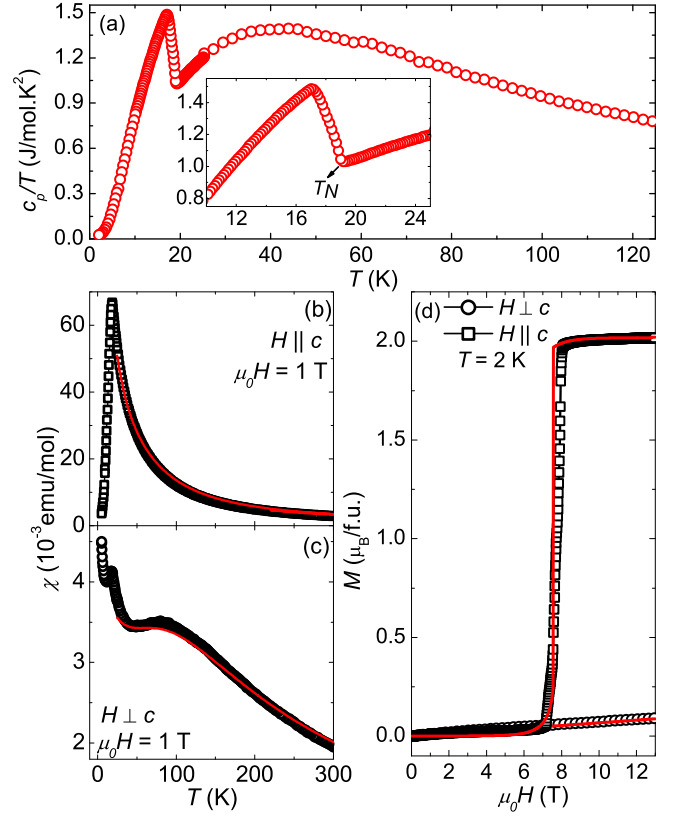 (a)
1.5
1.2
0.9
0.6
0.3
0.0
c_p/T (J/mol.K²)
1.4
1.2
1.0
0.8
T_N
12 16 20 24
0 20 40 60 80 100 120
T (K)
(b)
H || c
μ₀H = 1 T
60
40
20
0
(c)
4
3
2
χ (10⁻³ emu/mol)
H ⊥ c
μ₀H = 1 T
0 100 200 300
T (K)
(d)
H ⊥ c
H || c
T = 2 K
2.0
1.5
1.0
0.5
0.0
M (μ_B/f.u.)
0 2 4 6 8 10 12
μ₀H (T)